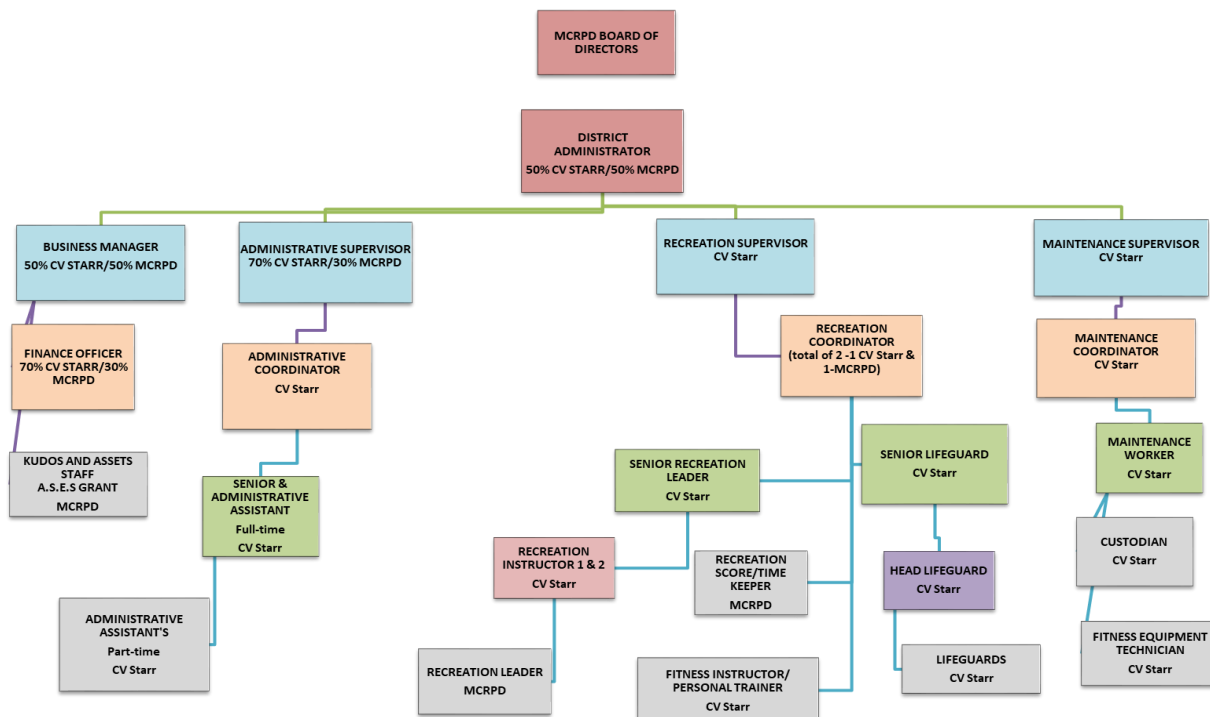 MCRPD BOARD OF
DIRECTORS
DISTRICT
ADMINISTRATOR
50% CV STARR/50% MCRPD
BUSINESS MANAGER
50% CV STARR/50% MCRPD
ADMINISTRATIVE SUPERVISOR
70% CV STARR/30% MCRPD
RECREATION SUPERVISOR
CV Starr
MAINTENANCE SUPERVISOR
CV Starr
FINANCE OFFICER
70% CV STARR/30%
MCRPD
ADMINISTRATIVE
COORDINATOR
CV Starr
RECREATION
COORDINATOR
(total of 2 -1 CV Starr &
1-MCRPD)
MAINTENANCE
COORDINATOR
CV Starr
KUDOS AND ASSETS
STAFF
A.S.E.S GRANT
MCRPD
SENIOR &
ADMINISTRATIVE
ASSISTANT
Full-time
CV Starr
SENIOR RECREATION
LEADER
CV Starr
SENIOR LIFEGUARD
CV Starr
MAINTENANCE
WORKER
CV Starr
RECREATION
INSTRUCTOR 1 & 2
CV Starr
RECREATION
SCORE/TIME
KEEPER
MCRPD
HEAD LIFEGUARD
CV Starr
CUSTODIAN
CV Starr
ADMINISTRATIVE
ASSISTANT'S
Part-time
CV Starr
RECREATION LEADER
MCRPD
FITNESS INSTRUCTOR/
PERSONAL TRAINER
CV Starr
LIFEGUARDS
CV Starr
FITNESS EQUIPMENT
TECHNICIAN
CV Starr